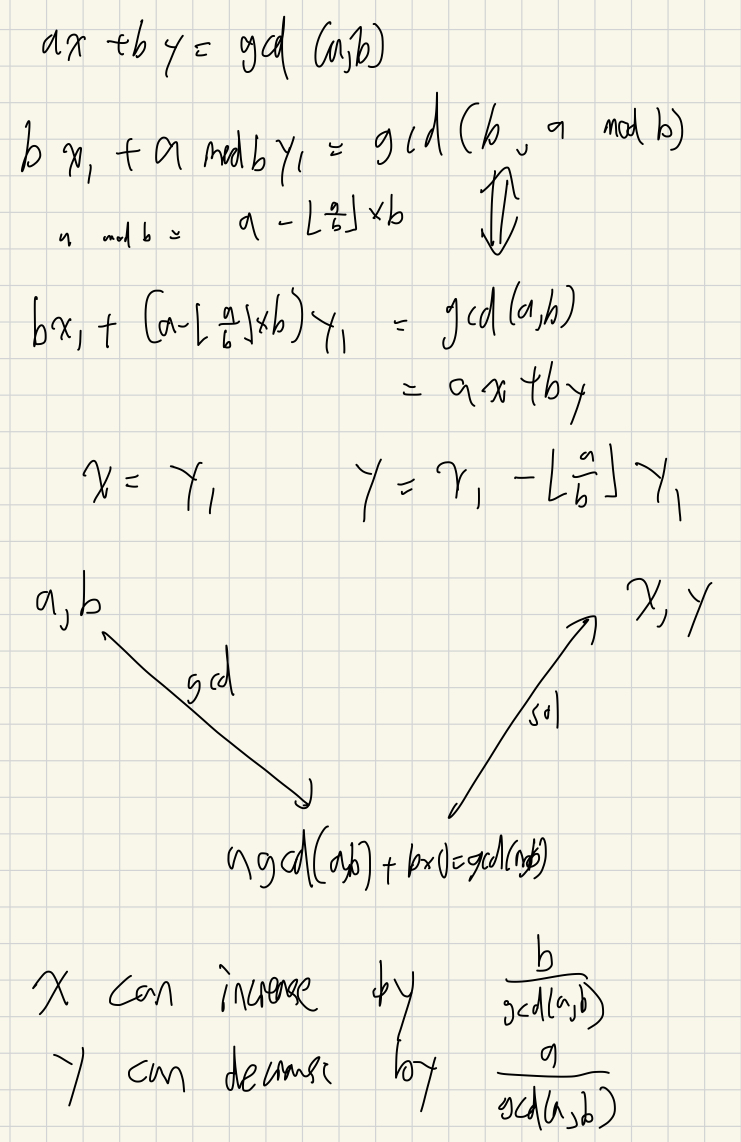 ax + by = gcd (a,b)
b x₁ + a mod b y₁ = gcd (b, a mod b)
a mod b = a - ⌊a/b⌋ × b
bx₁ + (a-⌊a/b⌋×b) y₁ = gcd (a,b)
= ax + by
x = y₁ y = x₁ - ⌊a/b⌋ y₁
a, b x, y
gcd sol
gcd(a,b) + b×0 = gcd(a,b)
x can increase by b/gcd(a,b)
y can decrease by a/gcd(a,b)